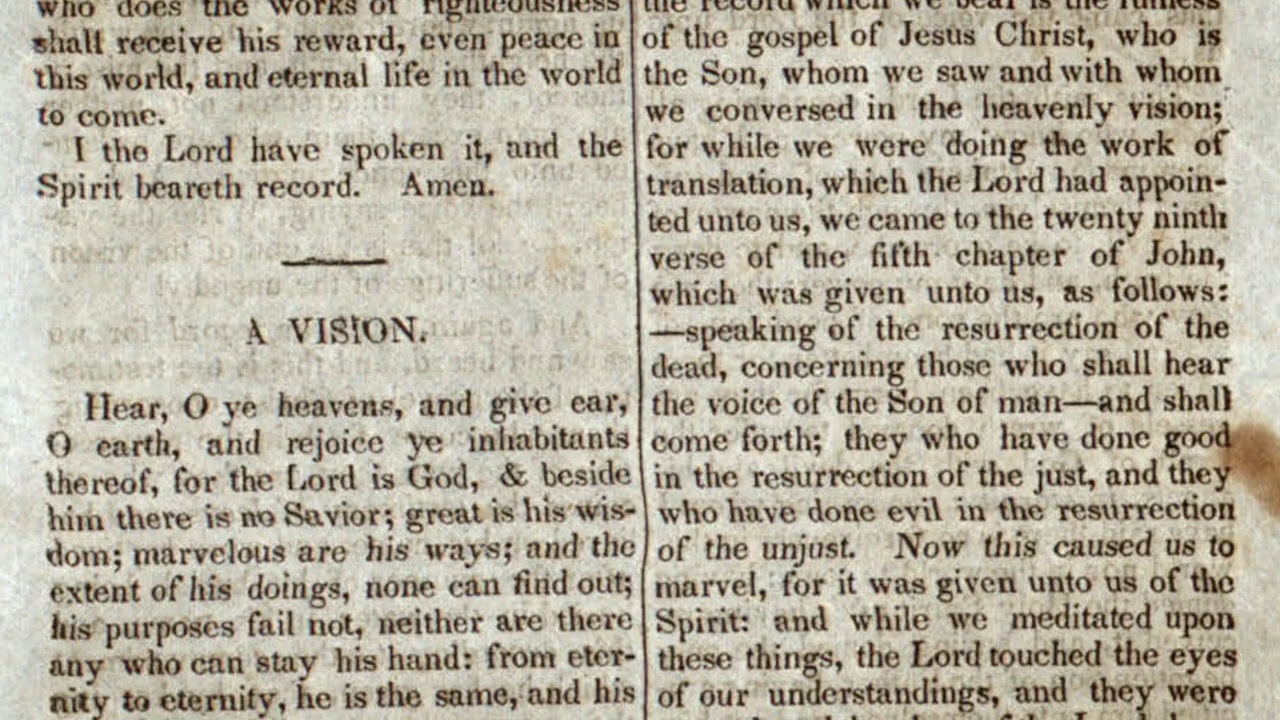 who does the works of righteousness
shall receive his reward, even peace in
this world, and eternal life in the world
to come.
I the Lord have spoken it, and the
Spirit beareth record. Amen.
A VISION.
Hear, O ye heavens, and give ear,
O earth, and rejoice ye inhabitants
thereof, for the Lord is God, & beside
him there is no Savior; great is his wis-
dom; marvelous are his ways; and the
extent of his doings, none can find out;
his purposes fail not, neither are there
any who can stay his hand: from eter-
nity to eternity, he is the same, and his
the record which we bear is the fulness
of the gospel of Jesus Christ, who is
the Son, whom we saw and with whom
we conversed in the heavenly vision;
for while we were doing the work of
translation, which the Lord had appoin-
ted unto us, we came to the twenty ninth
verse of the fifth chapter of John,
which was given unto us, as follows:
—speaking of the resurrection of the
dead, concerning those who shall hear
the voice of the Son of man—and shall
come forth; they who have done good
in the resurrection of the just, and they
who have done evil in the resurrection
of the unjust. Now this caused us to
marvel, for it was given unto us of the
Spirit: and while we meditated upon
these things, the Lord touched the eyes
of our understandings, and they were